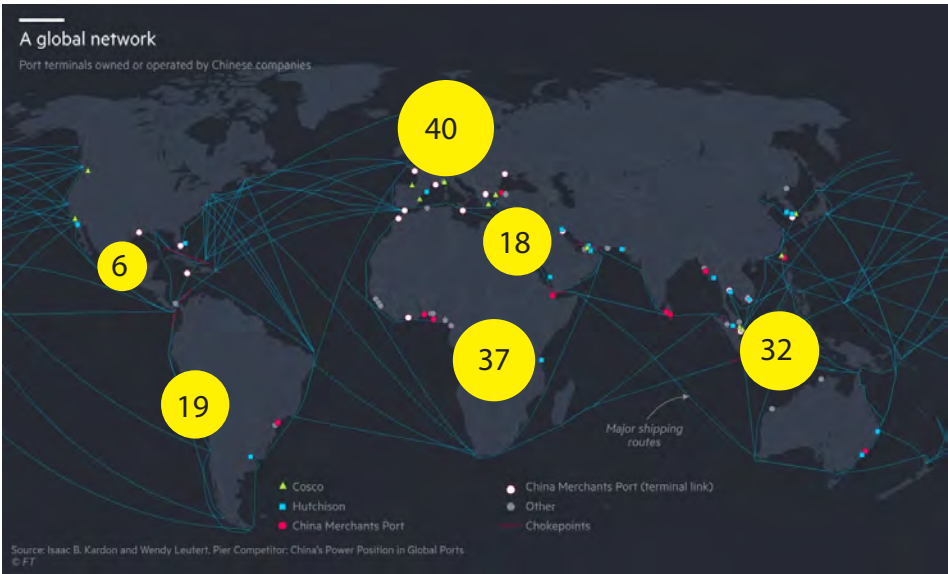 A global network
Port terminals owned or operated by Chinese companies
40
18
6
37
32
19
Major shipping
routes
Cosco
Hutchison
China Merchants Port
China Merchants Port (terminal link)
Other
Chokepoints
Source: Isaac B. Kardon and Wendy Leutert, Pier Competitor: China's Power Position in Global Ports
© FT